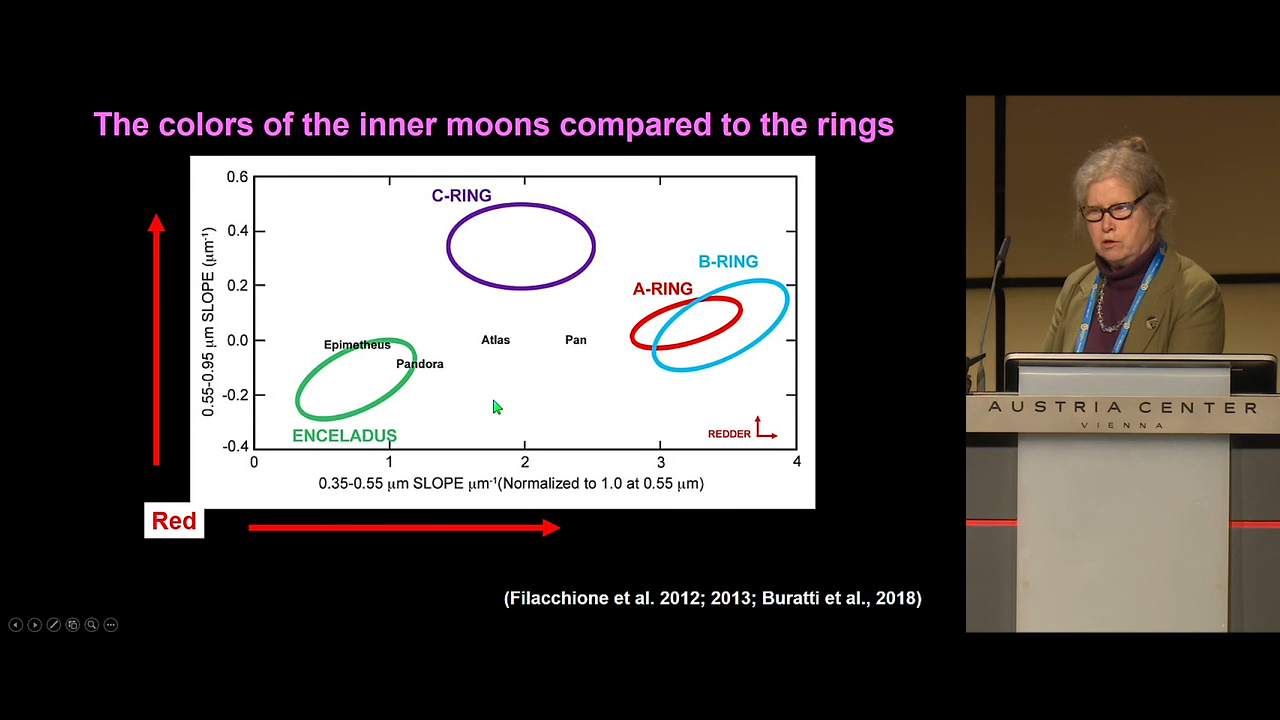 The colors of the inner moons compared to the rings
0.6
0.4
0.2
0.0
-0.2
-0.4
0.55-0.95 μm SLOPE (μm⁻¹)
C-RING
B-RING
A-RING
Epimetheus
Atlas
Pan
Pandora
ENCELADUS
REDDER
0 1 2 3 4
0.35-0.55 μm SLOPE μm⁻¹(Normalized to 1.0 at 0.55 μm)
Red
(Filacchione et al. 2012; 2013; Buratti et al., 2018)
AUSTRIA CENTER
VIENNA